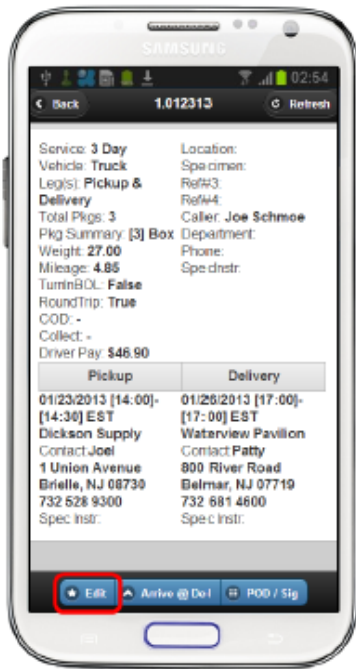 SAMSUNG
02:54
Back 1.012313 Refresh
Service: 3 Day
Vehicle: Truck
Leg(s): Pickup &
Delivery
Total Pkgs: 3
Pkg Summary: [3] Box
Weight: 27.00
Mileage: 4.85
TurninBOL: False
RoundTrip: True
COD: -
Collect: -
Driver Pay: $46.90
Location:
Specimen:
Ref#3:
Ref#4:
Caller: Joe Schmoe
Department:
Phone:
SpecInstr:
Pickup
01/23/2013 [14:00]-
[14:30] EST
Dickson Supply
Contact:Joel
1 Union Avenue
Brielle, NJ 08730
732 528 9300
Spec Instr:
Delivery
01/26/2013 [17:00]-
[17:00] EST
Waterview Pavilion
Contact:Patty
800 River Road
Belmar, NJ 07719
732 681 4600
Spec Instr:
Edit Arrive @ Del POD / Sig